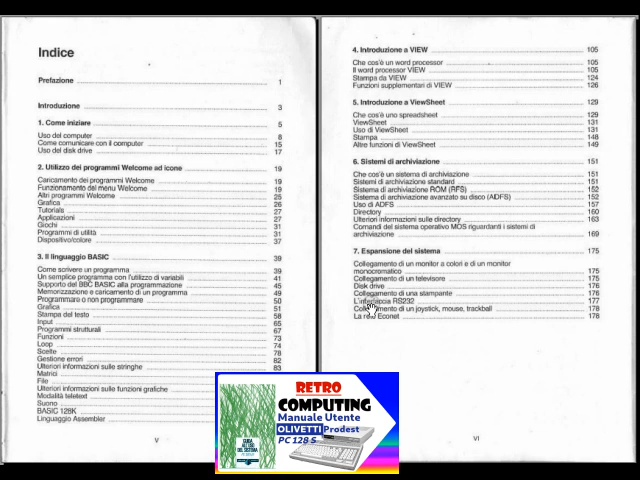 Indice
Prefazione 1
Introduzione 3
1. Come iniziare 5
Uso del computer 8
Come comunicare con il computer 15
Uso del disk drive 17
2. Utilizzo dei programmi Welcome ad icone 19
Caricamento dei programmi Welcome 19
Funzionamento del menu Welcome 19
Altri programmi Welcome 25
Grafica 26
Tutorials 27
Applicazioni 27
Giochi 31
Programmi di utilità 31
Dispositivo/colore 37
3. Il linguaggio BASIC 39
Come scrivere un programma 39
Un semplice programma con l'utilizzo di variabili 41
Supporto del BBC BASIC alla programmazione 45
Memorizzazione e caricamento di un programma 49
Programmare o non programmare 50
Grafica 51
Stampa del testo 58
Input 65
Programmi strutturati 67
Funzioni 73
Loop 74
Scelte 78
Gestione errori 82
Ulteriori informazioni sulle stringhe 83
Matrici
File
Ulteriori informazioni sulle funzioni grafiche
Modalità teletext
Suono
BASIC 128K
Linguaggio Assembler
V
4. Introduzione a VIEW 105
Che cos'è un word processor 105
Il word processor VIEW 105
Stampa da VIEW 124
Funzioni supplementari di VIEW 126
5. Introduzione a ViewSheet 129
Che cos'è uno spreadsheet 129
ViewSheet 131
Uso di ViewSheet 131
Stampa 148
Altre funzioni di ViewSheet 149
6. Sistemi di archiviazione 151
Che cos'è un sistema di archiviazione 151
Sistemi di archiviazione standard 151
Sistema di archiviazione ROM (RFS) 152
Sistema di archiviazione avanzato su disco (ADFS) 152
Uso di ADFS 157
Directory 160
Ulteriori informazioni sulle directory 163
Comandi del sistema operativo MOS riguardanti i sistemi di
archiviazione 169
7. Espansione del sistema 175
Collegamento di un monitor a colori e di un monitor
monocromatico 175
Collegamento di un televisore 175
Disk drive 176
Collegamento di una stampante 176
L'interfaccia RS232 177
di un joystick, mouse, trackball 178
La rete Econet 178
VI
RETRO
COMPUTING
Manuale Utente
OLIVETTI Prodest
PC 128 S
GUIDA
ALL'USO
DEL SISTEMA